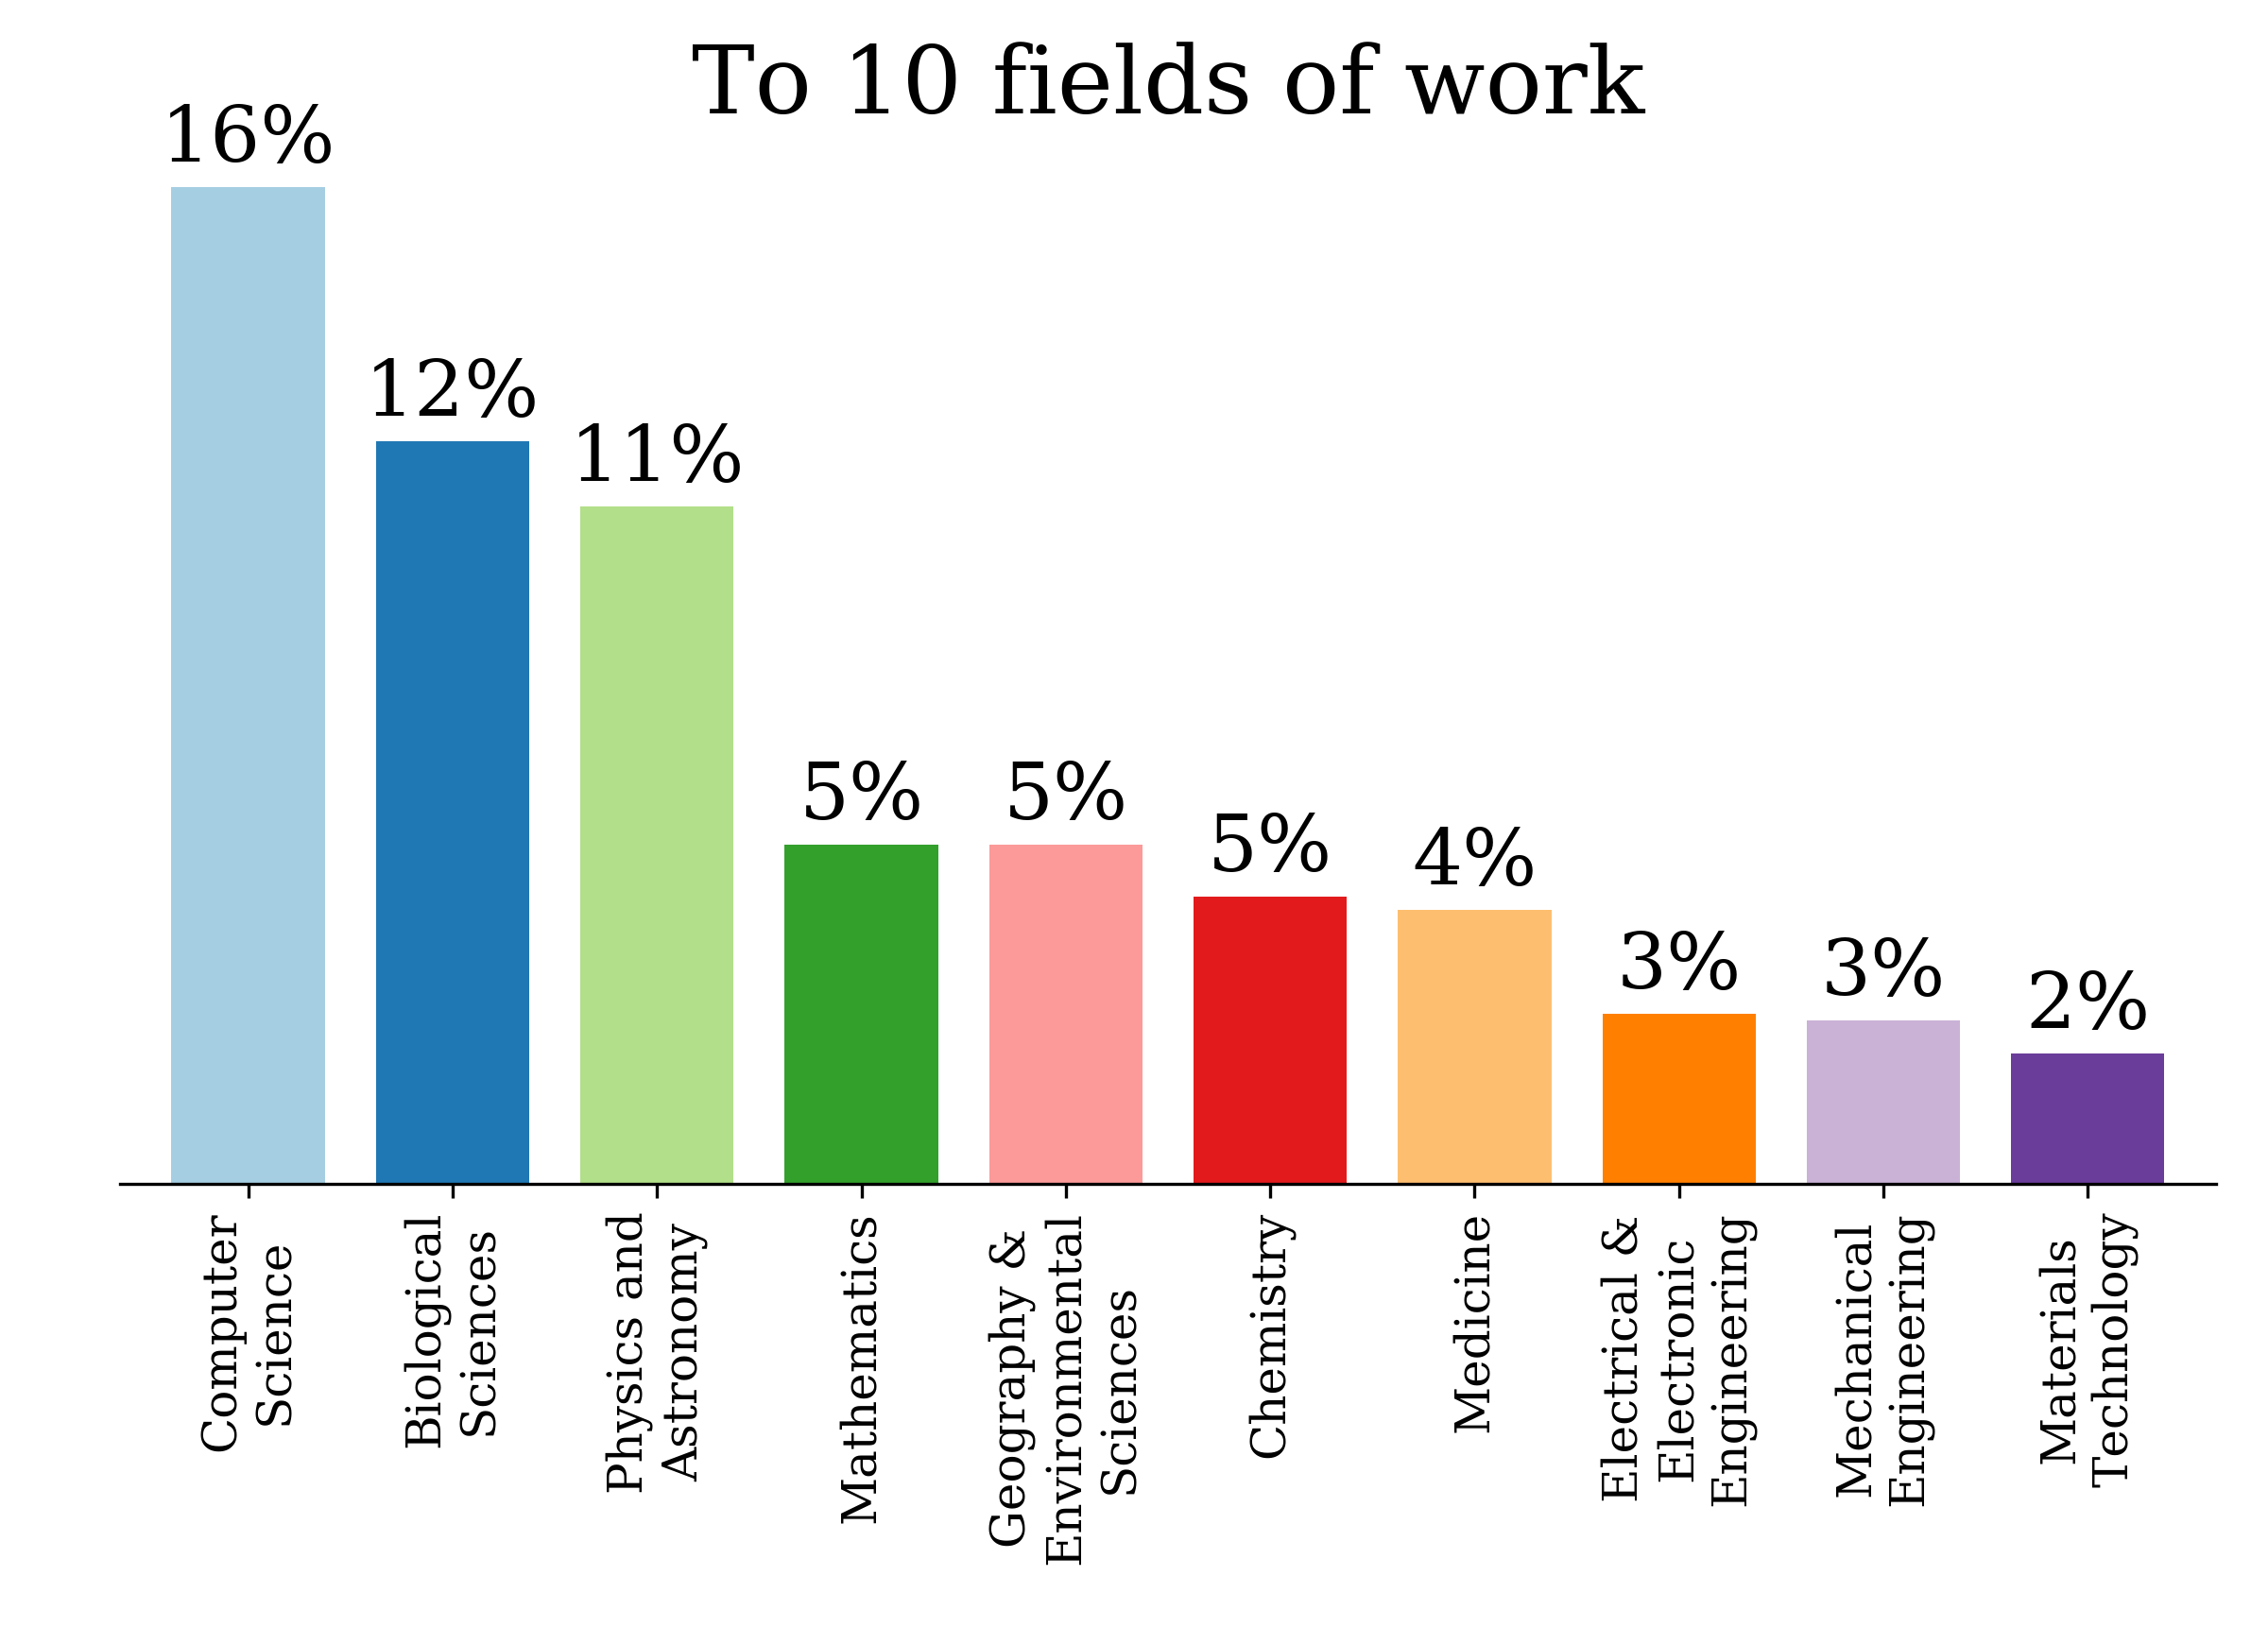 To 10 fields of work
16%
12%
11%
5%
5%
5%
4%
3%
3%
2%
Computer
Science
Biological
Sciences
Physics and
Astronomy
Mathematics
Geography &
Environmental
Sciences
Chemistry
Medicine
Electrical &
Electronic
Engineering
Mechanical
Engineering
Materials
Technology